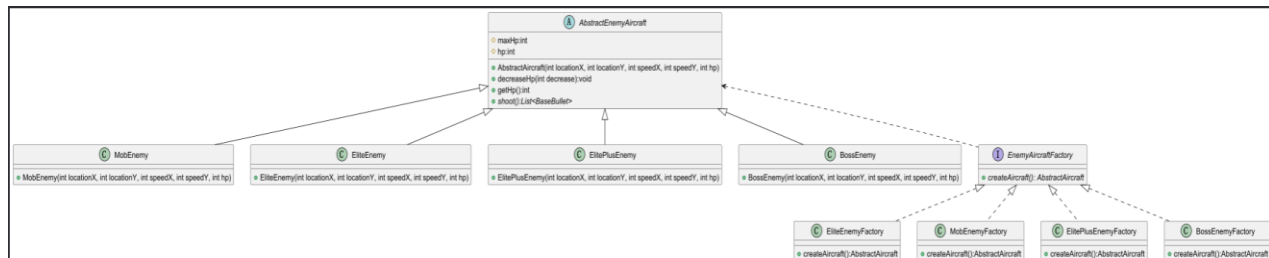 A AbstractEnemyAircraft
maxHp:int
hp:int
AbstractAircraft(int locationX, int locationY, int speedX, int speedY, int hp)
decreaseHp(int decrease):void
getHp():int
shoot():List<BaseBullet>
C MobEnemy
MobEnemy(int locationX, int locationY, int speedX, int speedY, int hp)
C EliteEnemy
EliteEnemy(int locationX, int locationY, int speedX, int speedY, int hp)
C ElitePlusEnemy
ElitePlusEnemy(int locationX, int locationY, int speedX, int speedY, int hp)
C BossEnemy
BossEnemy(int locationX, int locationY, int speedX, int speedY, int hp)
I EnemyAircraftFactory
createAircraft(): AbstractAircraft
C EliteEnemyFactory
createAircraft():AbstractAircraft
C MobEnemyFactory
createAircraft():AbstractAircraft
C ElitePlusEnemyFactory
createAircraft():AbstractAircraft
C BossEnemyFactory
createAircraft():AbstractAircraft